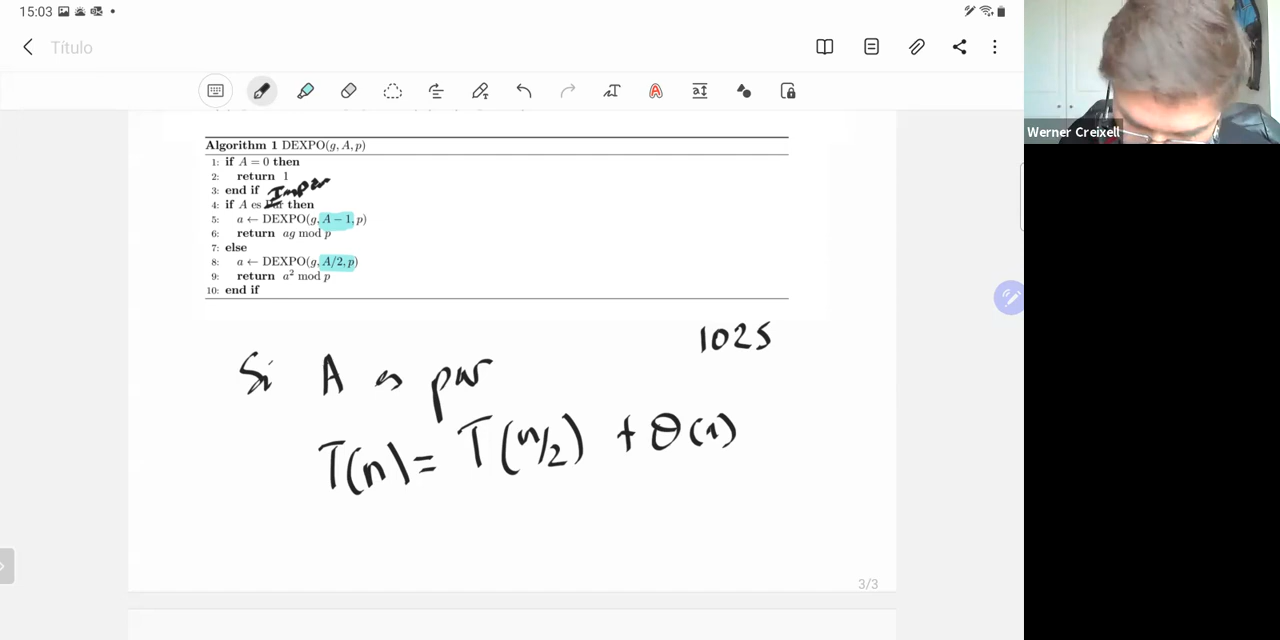 15:03
Título
Werner Creixell
Algorithm 1 DEXPO(g, A, p)
1: if A = 0 then
2: return 1
3: end if
Impar
4: if A es Par then
5: a ← DEXPO(g, A − 1, p)
6: return ag mod p
7: else
8: a ← DEXPO(g, A/2, p)
9: return a² mod p
10: end if
1025
Si A es par
T(n) = T(n/2) + Θ(1)
3/3